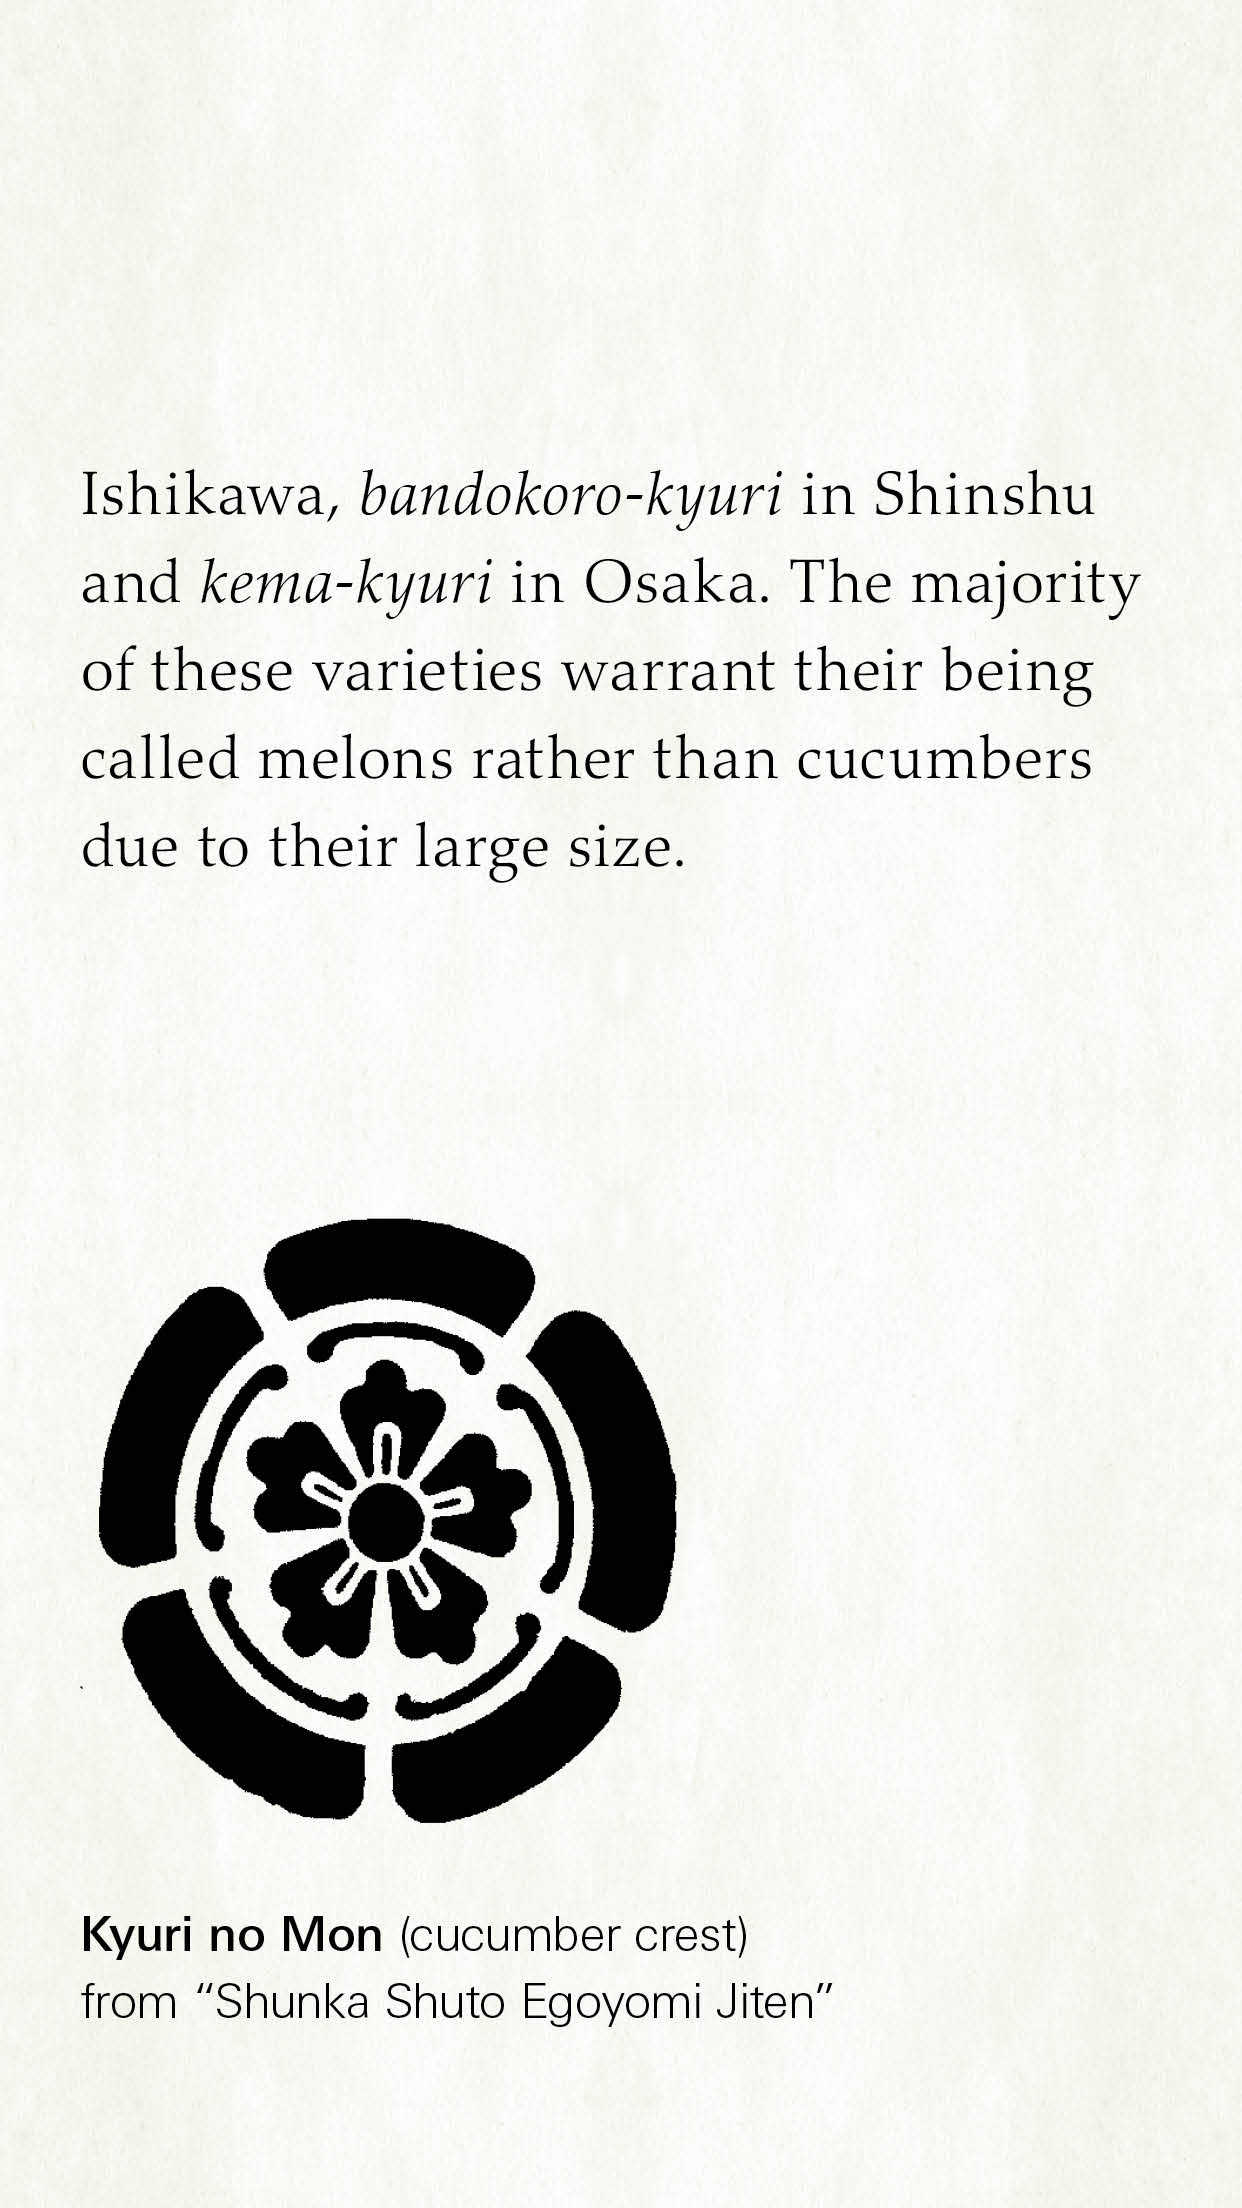 Ishikawa, bandokoro-kyuri in Shinshu
and kema-kyuri in Osaka. The majority
of these varieties warrant their being
called melons rather than cucumbers
due to their large size.
Kyuri no Mon (cucumber crest)
from “Shunka Shuto Egoyomi Jiten”